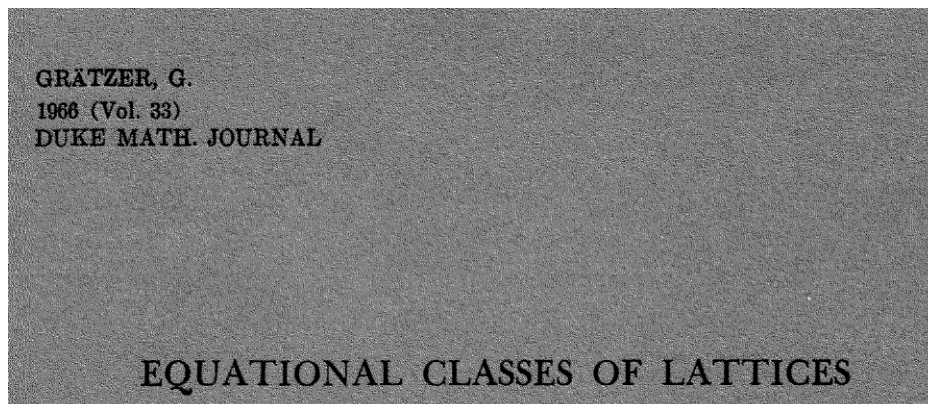 GRÄTZER, G.
1966 (Vol. 33)
DUKE MATH. JOURNAL
EQUATIONAL CLASSES OF LATTICES